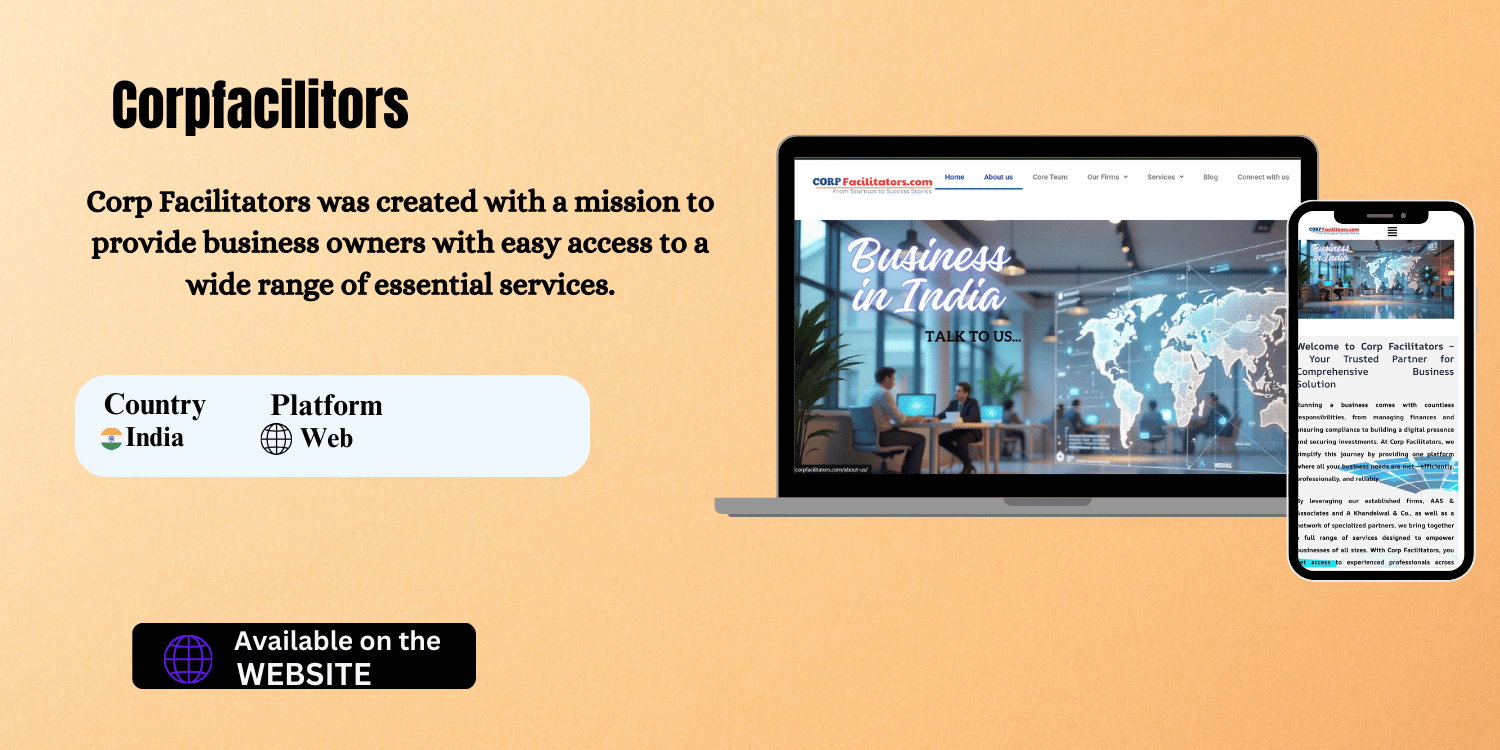 Corpfacilitors
Corp Facilitators was created with a mission to
provide business owners with easy access to a
wide range of essential services.
Country
India
Platform
Web
Available on the
WEBSITE
CORP Facilitators.com
From Startups to Success Stories
Home About us Core Team Our Firms Services Blog Connect with us
Business
in India
TALK TO US...
corpfacilitators.com/about-us/
CORP Facilitators.com
Business
in India
Welcome to Corp Facilitators –
Your Trusted Partner for
Comprehensive Business
Solution
Running a business comes with countless
responsibilities, from managing finances and
ensuring compliance to building a digital presence
and securing investments. At Corp Facilitators, we
simplify this journey by providing one platform
where all your business needs are met—efficiently,
professionally, and reliably.
By leveraging our established firms, AAS &
Associates and A Khandelwal & Co., as well as a
network of specialized partners, we bring together
a full range of services designed to empower
businesses of all sizes. With Corp Facilitators, you
get access to experienced professionals across